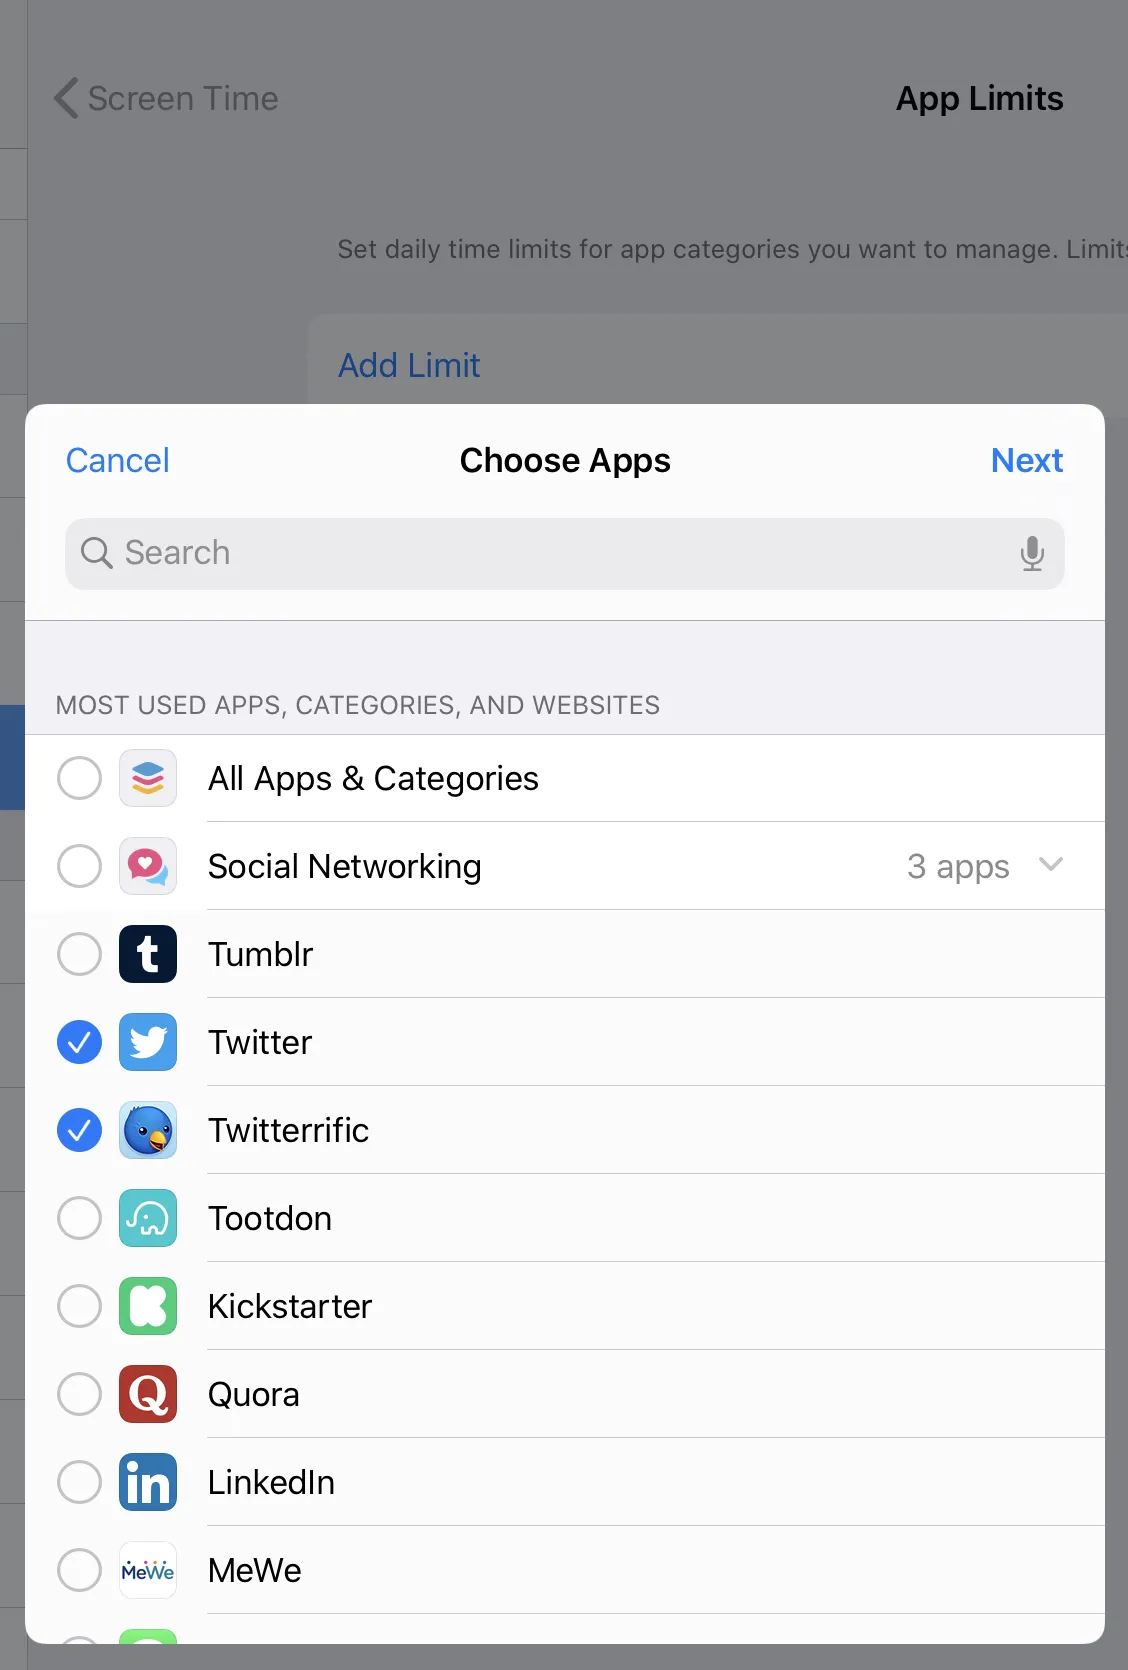 Screen Time
App Limits
Set daily time limits for app categories you want to manage. Limits
Add Limit
Cancel
Choose Apps
Next
Search
MOST USED APPS, CATEGORIES, AND WEBSITES
All Apps & Categories
Social Networking
3 apps
t
Tumblr
Twitter
Twitterrific
Tootdon
K
Kickstarter
Q
Quora
in
LinkedIn
MeWe
MeWe